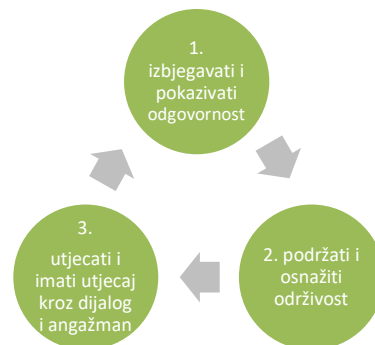 1.
izbjegavati i
pokazivati
odgovornost
2. podržati i
osnažiti
održivost
3.
utjecati i
imati utjecaj
kroz dijalog
i angažman